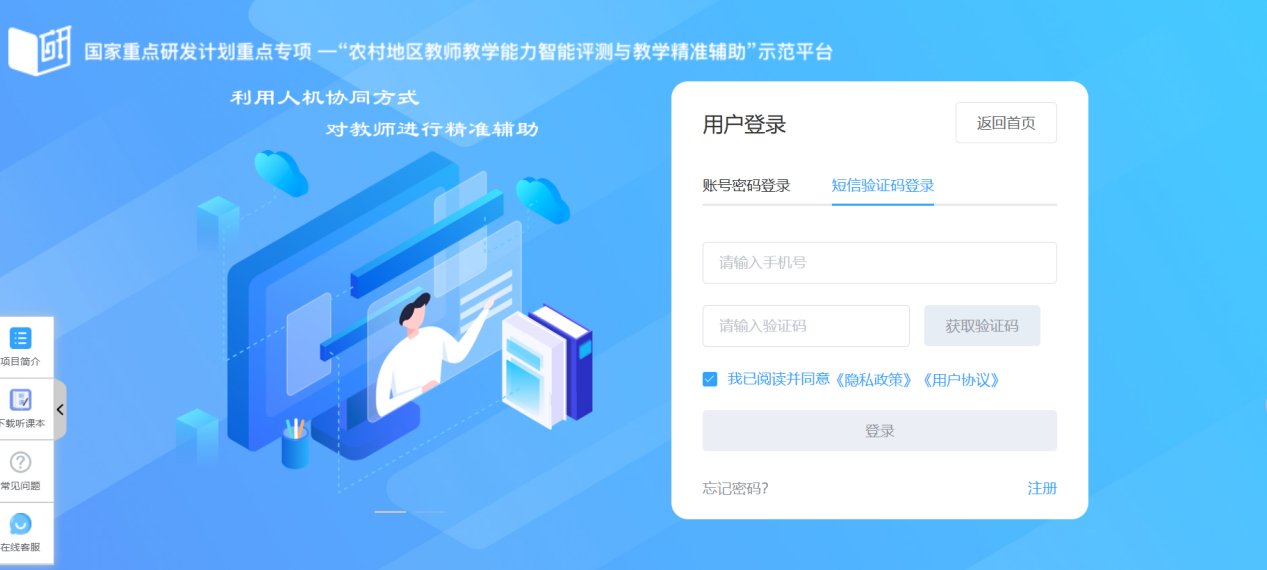 研
国家重点研发计划重点专项 —“农村地区教师教学能力智能评测与教学精准辅助”示范平台
利用人机协同方式
对教师进行精准辅助
用户登录
返回首页
账号密码登录 短信验证码登录
请输入手机号
请输入验证码 获取验证码
我已阅读并同意《隐私政策》《用户协议》
登录
忘记密码? 注册
项目简介
下载听课本
常见问题
在线客服